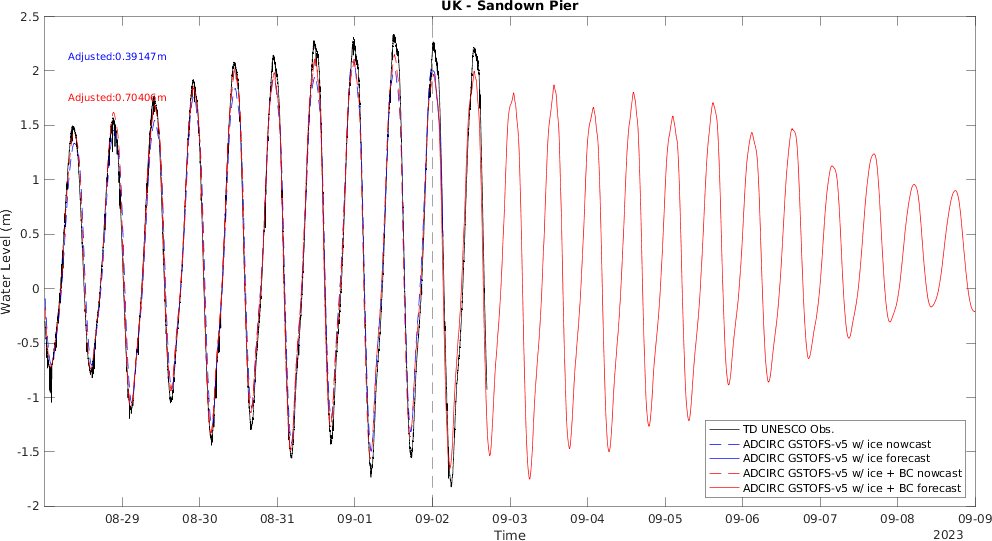 UK - Sandown Pier
Adjusted:0.39147m
Adjusted:0.70406m
Water Level (m)
2.5
2
1.5
1
0.5
0
-0.5
-1
-1.5
-2
TD UNESCO Obs.
ADCIRC GSTOFS-v5 w/ ice nowcast
ADCIRC GSTOFS-v5 w/ ice forecast
ADCIRC GSTOFS-v5 w/ ice + BC nowcast
ADCIRC GSTOFS-v5 w/ ice + BC forecast
08-29 08-30 08-31 09-01 09-02 09-03 09-04 09-05 09-06 09-07 09-08 09-09
Time
2023